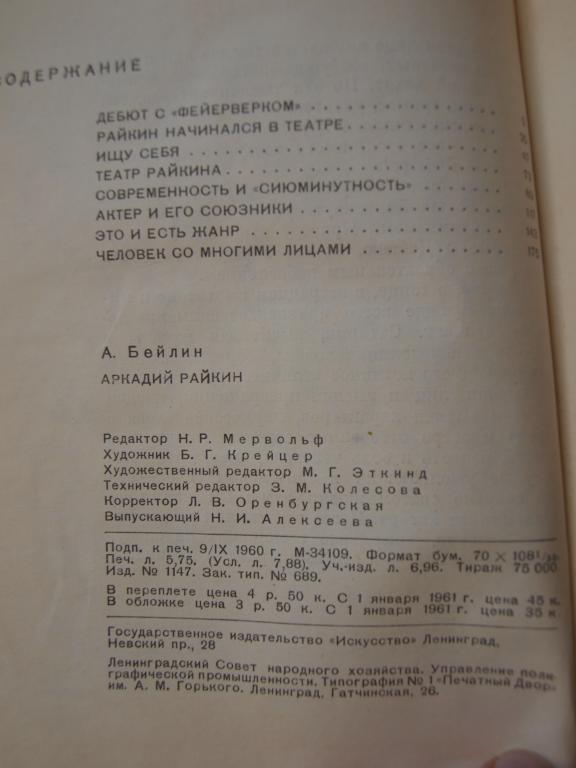 СОДЕРЖАНИЕ
ДЕБЮТ С «ФЕЙЕРВЕРКОМ»
РАЙКИН НАЧИНАЛСЯ В ТЕАТРЕ
ИЩУ СЕБЯ
ТЕАТР РАЙКИНА
СОВРЕМЕННОСТЬ И «СИЮМИНУТНОСТЬ»
АКТЕР И ЕГО СОЮЗНИКИ
ЭТО И ЕСТЬ ЖАНР
ЧЕЛОВЕК СО МНОГИМИ ЛИЦАМИ 175
А. Бейлин
АРКАДИЙ РАЙКИН
Редактор Н. Р. Мервольф
Художник Б. Г. Крейцер
Художественный редактор М. Г. Эткинд
Технический редактор З. М. Колесова
Корректор Л. В. Оренбургская
Выпускающий Н. И. Алексеева
Подп. к печ. 9/IX 1960 г. М-34109. Формат бум. 70 × 108 1/32
Печ. л. 5,75. (Усл. л. 7,88). Уч.-изд. л. 6,96. Тираж 75 000
Изд. № 1147. Зак. тип. № 689.
В переплете цена 4 р. 50 к. С 1 января 1961 г. цена 45 к.
В обложке цена 3 р. 50 к. С 1 января 1961 г. цена 35 к.
Государственное издательство «Искусство» Ленинград,
Невский пр., 28
Ленинградский Совет народного хозяйства. Управление поли-
графической промышленности. Типография № 1 «Печатный Двор»
им. А. М. Горького. Ленинград, Гатчинская, 26.